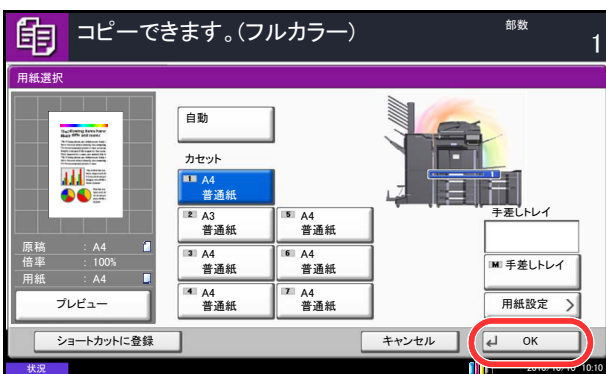 コピーできます。(フルカラー)
部数
1
用紙選択
自動
カセット
1 A4
普通紙
2 A3
普通紙
5 A4
普通紙
3 A4
普通紙
6 A4
普通紙
4 A4
普通紙
7 A4
普通紙
1
手差しトレイ
M 手差しトレイ
用紙設定
原稿 : A4
倍率 : 100%
用紙 : A4
プレビュー
ショートカットに登録
キャンセル
OK
状況
10:10